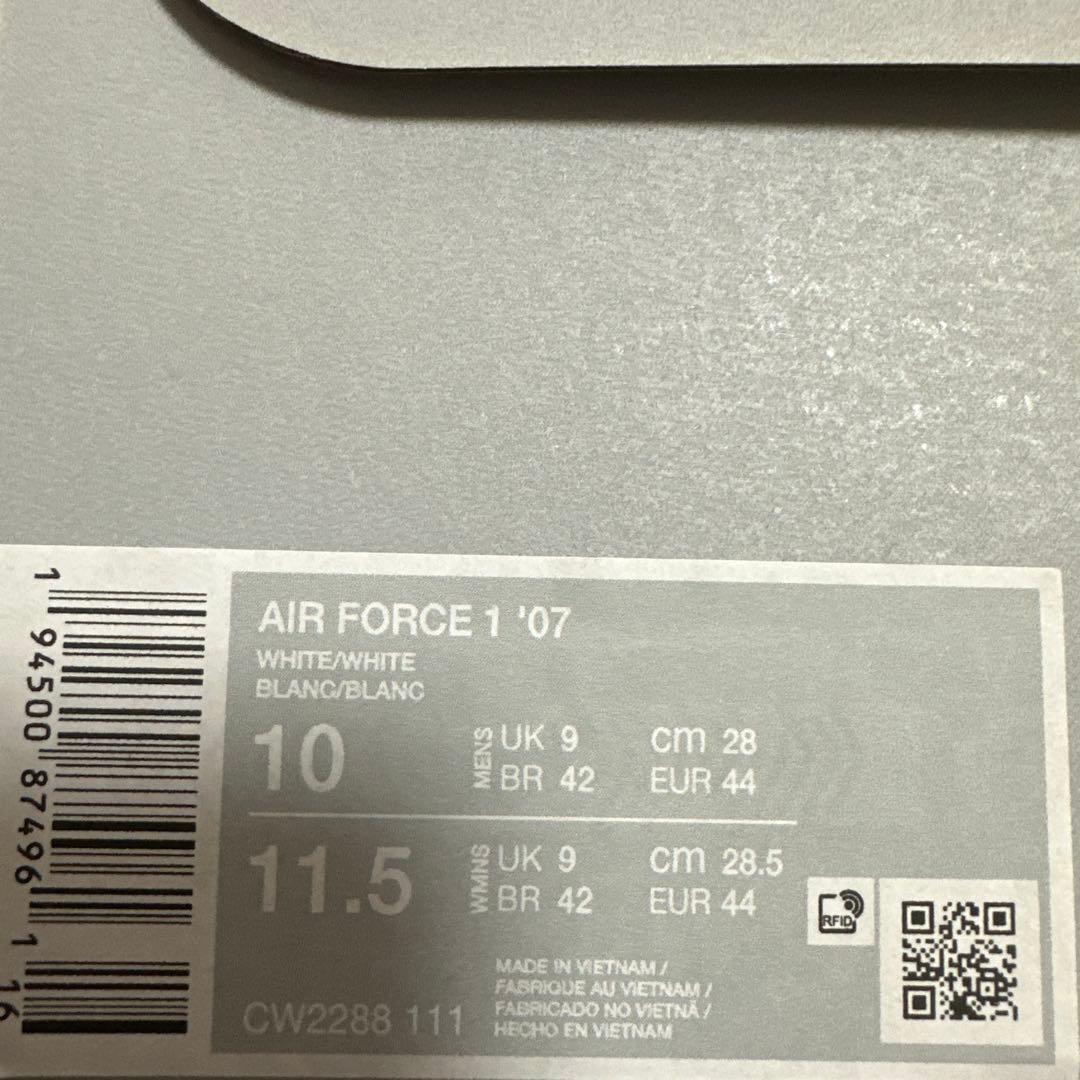 AIR FORCE 1 '07
WHITE/WHITE
BLANC/BLANC
10 MENS UK 9 cm 28
BR 42 EUR 44
11.5 WMNS UK 9 cm 28.5
BR 42 EUR 44
RFID
MADE IN VIETNAM /
FABRIQUE AU VIETNAM /
FABRICADO NO VIETNÃ /
HECHO EN VIETNAM
CW2288 111
1 94500 87496 1
16